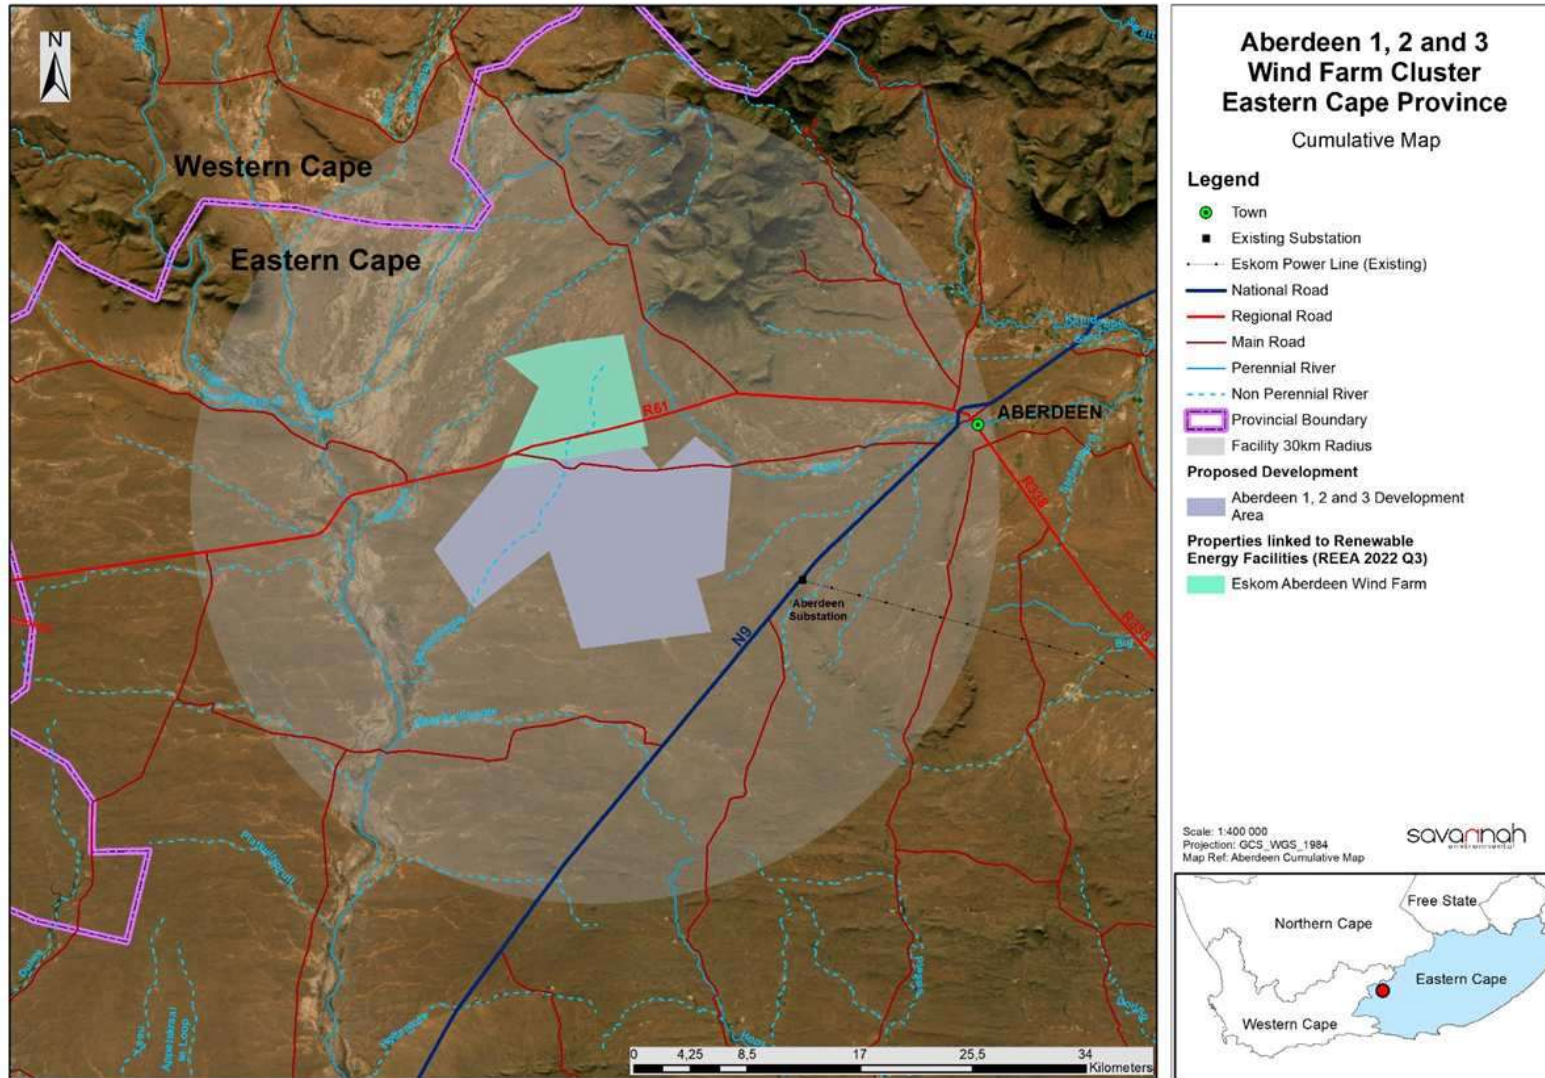 N
Western Cape
Eastern Cape
R61
ABERDEEN
R338
R338
N9
Aberdeen
Substation
0 4,25 8,5 17 25,5 34
Kilometers
Aberdeen 1, 2 and 3
Wind Farm Cluster
Eastern Cape Province
Cumulative Map
Legend
Town
Existing Substation
Eskom Power Line (Existing)
National Road
Regional Road
Main Road
Perennial River
Non Perennial River
Provincial Boundary
Facility 30km Radius
Proposed Development
Aberdeen 1, 2 and 3 Development
Area
Properties linked to Renewable
Energy Facilities (REEA 2022 Q3)
Eskom Aberdeen Wind Farm
Scale: 1:400 000
Projection: GCS_WGS_1984
Map Ref: Aberdeen Cumulative Map
savannah
environmental
Northern Cape
Free State
Eastern Cape
Western Cape